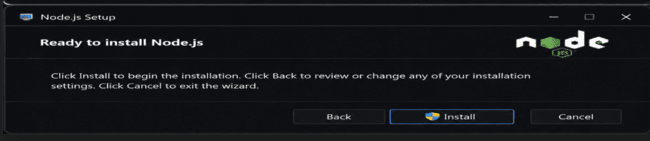 Node.js Setup
Ready to install Node.js
node
JS
Click Install to begin the installation. Click Back to review or change any of your installation
settings. Click Cancel to exit the wizard.
Back
Install
Cancel